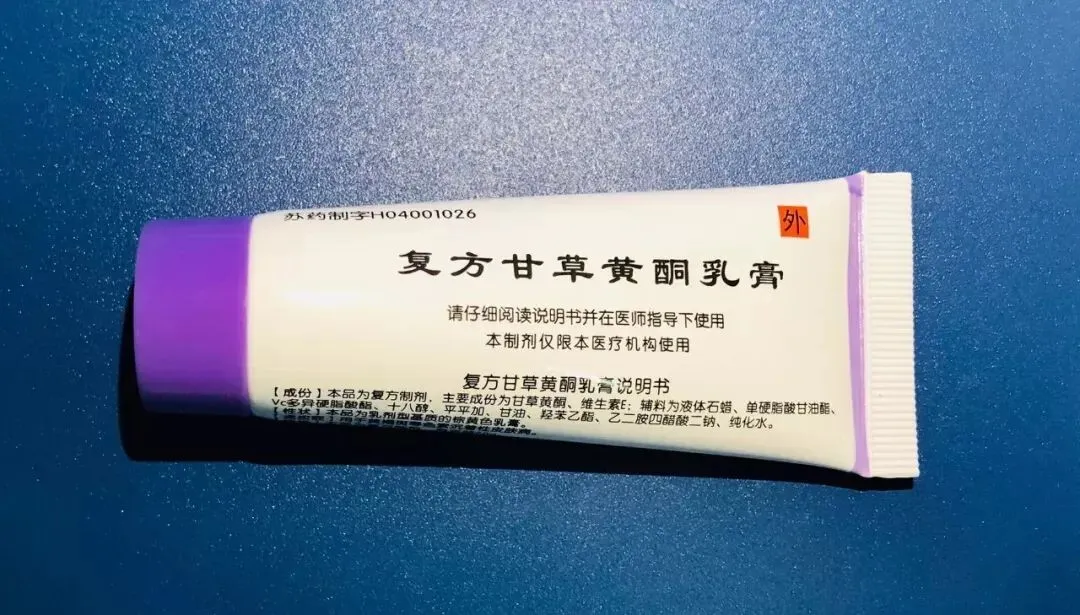 苏药制字H04001026
外
复方甘草黄酮乳膏
请仔细阅读说明书并在医师指导下使用
本制剂仅限本医疗机构使用
复方甘草黄酮乳膏说明书
【成份】本品为复方制剂，主要成份为甘草黄酮、维生素E；辅料为液体石蜡、单硬脂酸甘油酯、
Vc多异硬脂酸酯、十八醇、平平加、甘油、羟苯乙酯、乙二胺四醋酸二钠、纯化水。
【性状】本品为乳剂型基质的棕黄色乳膏。